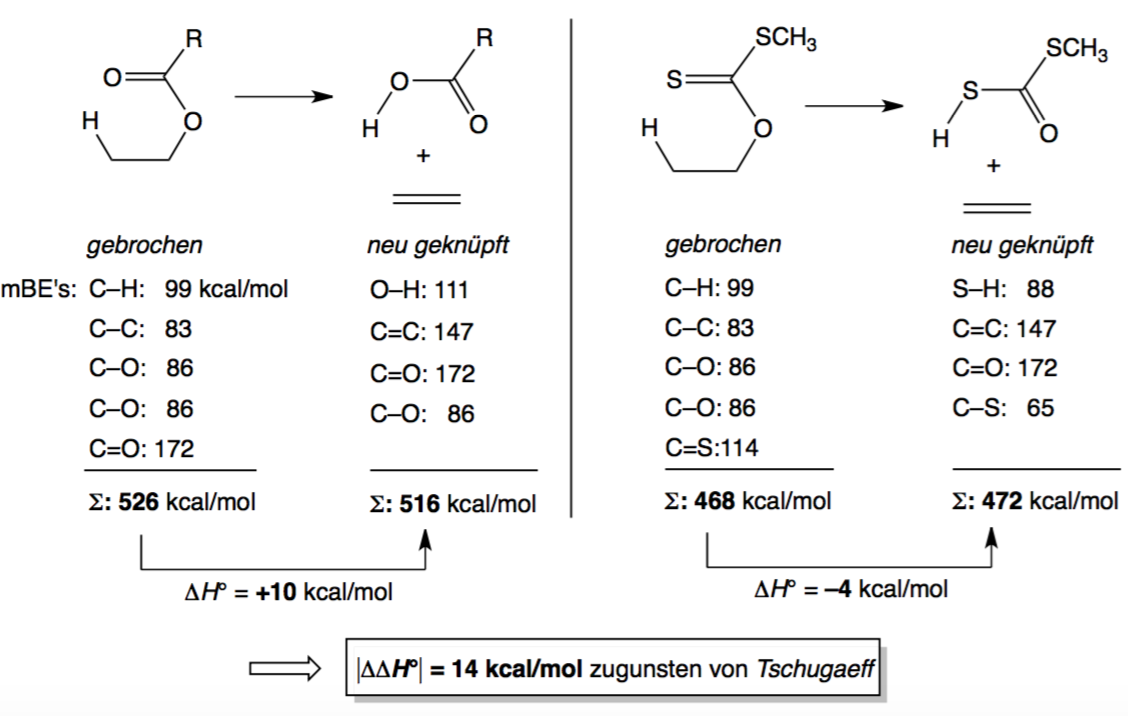 R
O
H
O
R
O
H
O
+
SCH3
S
H
O
SCH3
S
H
O
+
gebrochen
mBE's: C–H: 99 kcal/mol
C–C: 83
C–O: 86
C–O: 86
C=O: 172
Σ: 526 kcal/mol
neu geknüpft
O–H: 111
C=C: 147
C=O: 172
C–O: 86
Σ: 516 kcal/mol
ΔH° = +10 kcal/mol
gebrochen
C–H: 99
C–C: 83
C–O: 86
C–O: 86
C=S:114
Σ: 468 kcal/mol
neu geknüpft
S–H: 88
C=C: 147
C=O: 172
C–S: 65
Σ: 472 kcal/mol
ΔH° = –4 kcal/mol
|ΔΔH°| = 14 kcal/mol zugunsten von Tschugaeff